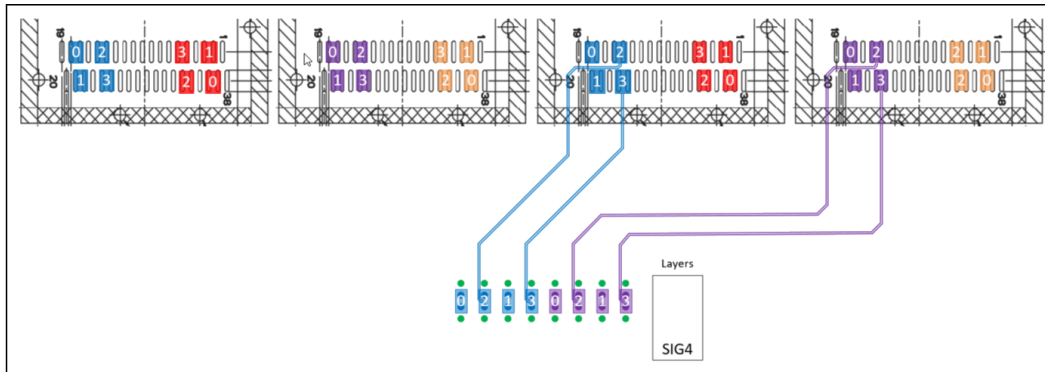 19 1 19 1 19 1 19 1
0 2 3 1 0 2 3 1 0 2 3 1 0 2 2 1
1 3 2 0 1 3 2 0 1 3 2 0 1 3 2 0
20 38 20 38 20 38 20 38
Layers
0 2 1 3 0 2 1 3
SIG4